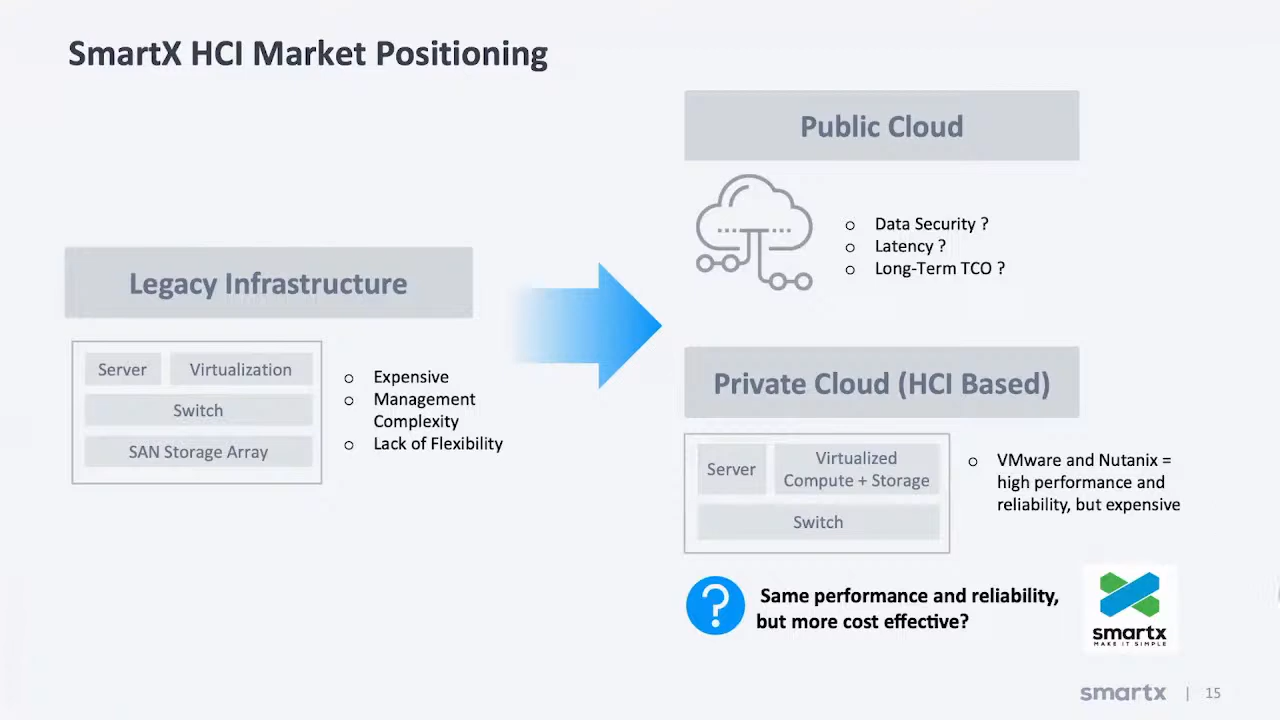 SmartX HCI Market Positioning
Public Cloud
Data Security ?
Latency ?
Long-Term TCO ?
Legacy Infrastructure
Server
Virtualization
Switch
SAN Storage Array
Expensive
Management
Complexity
Lack of Flexibility
Private Cloud (HCI Based)
Server
Virtualized
Compute + Storage
Switch
VMware and Nutanix =
high performance and
reliability, but expensive
?
Same performance and reliability,
but more cost effective?
smartx
MAKE IT SIMPLE
smartx | 15